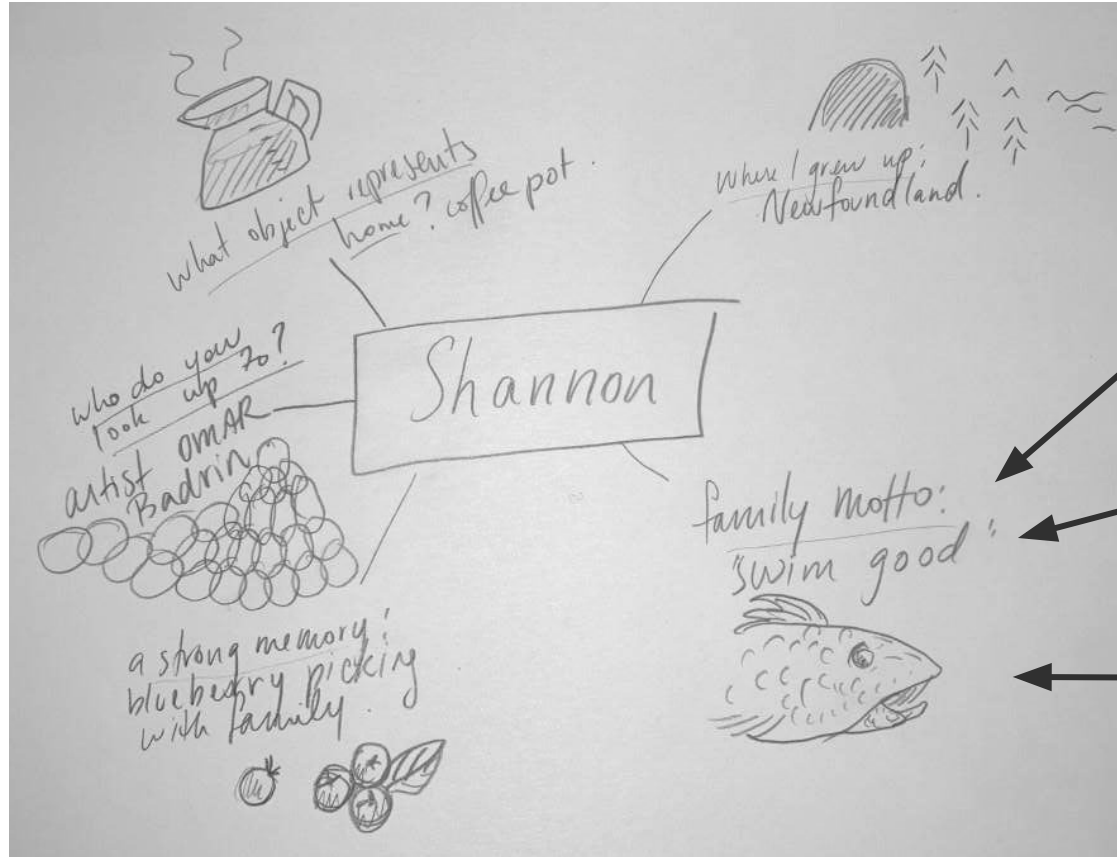 what object represents
home? coffee pot.
where I grew up:
Newfoundland.
Shannon
who do you
look up to?
artist OMAR
Badrin
family motto:
"swim good"
a strong memory:
blueberry picking
with family.